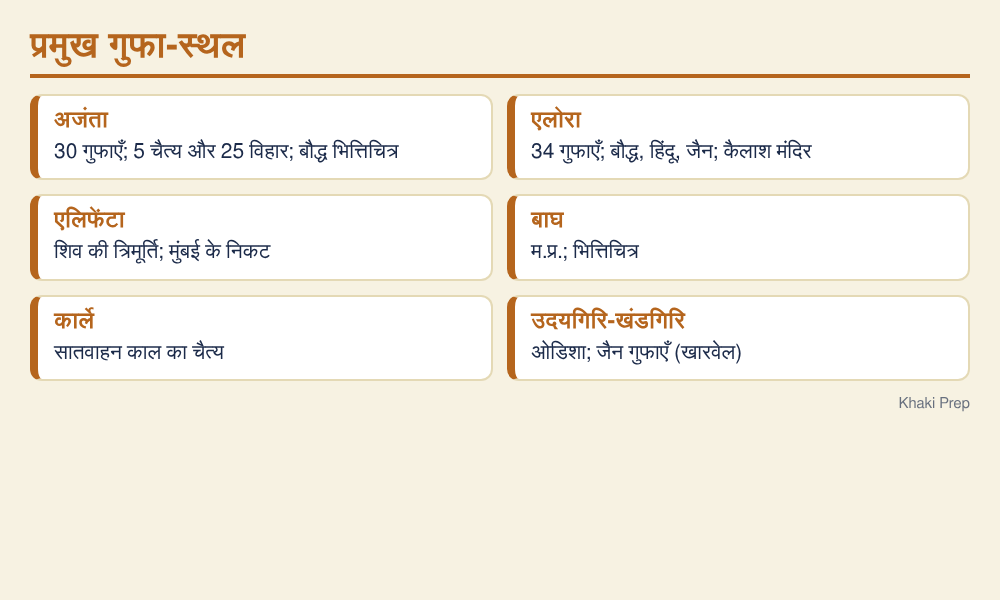 प्रमुख गुफा-स्थल
अजंता
30 गुफाएँ; 5 चैत्य और 25 विहार; बौद्ध भित्तिचित्र
एलोरा
34 गुफाएँ; बौद्ध, हिंदू, जैन; कैलाश मंदिर
एलिफेंटा
शिव की त्रिमूर्ति; मुंबई के निकट
बाघ
म.प्र.; भित्तिचित्र
कार्ले
सातवाहन काल का चैत्य
उदयगिरि-खंडगिरि
ओडिशा; जैन गुफाएँ (खारवेल)
Khaki Prep